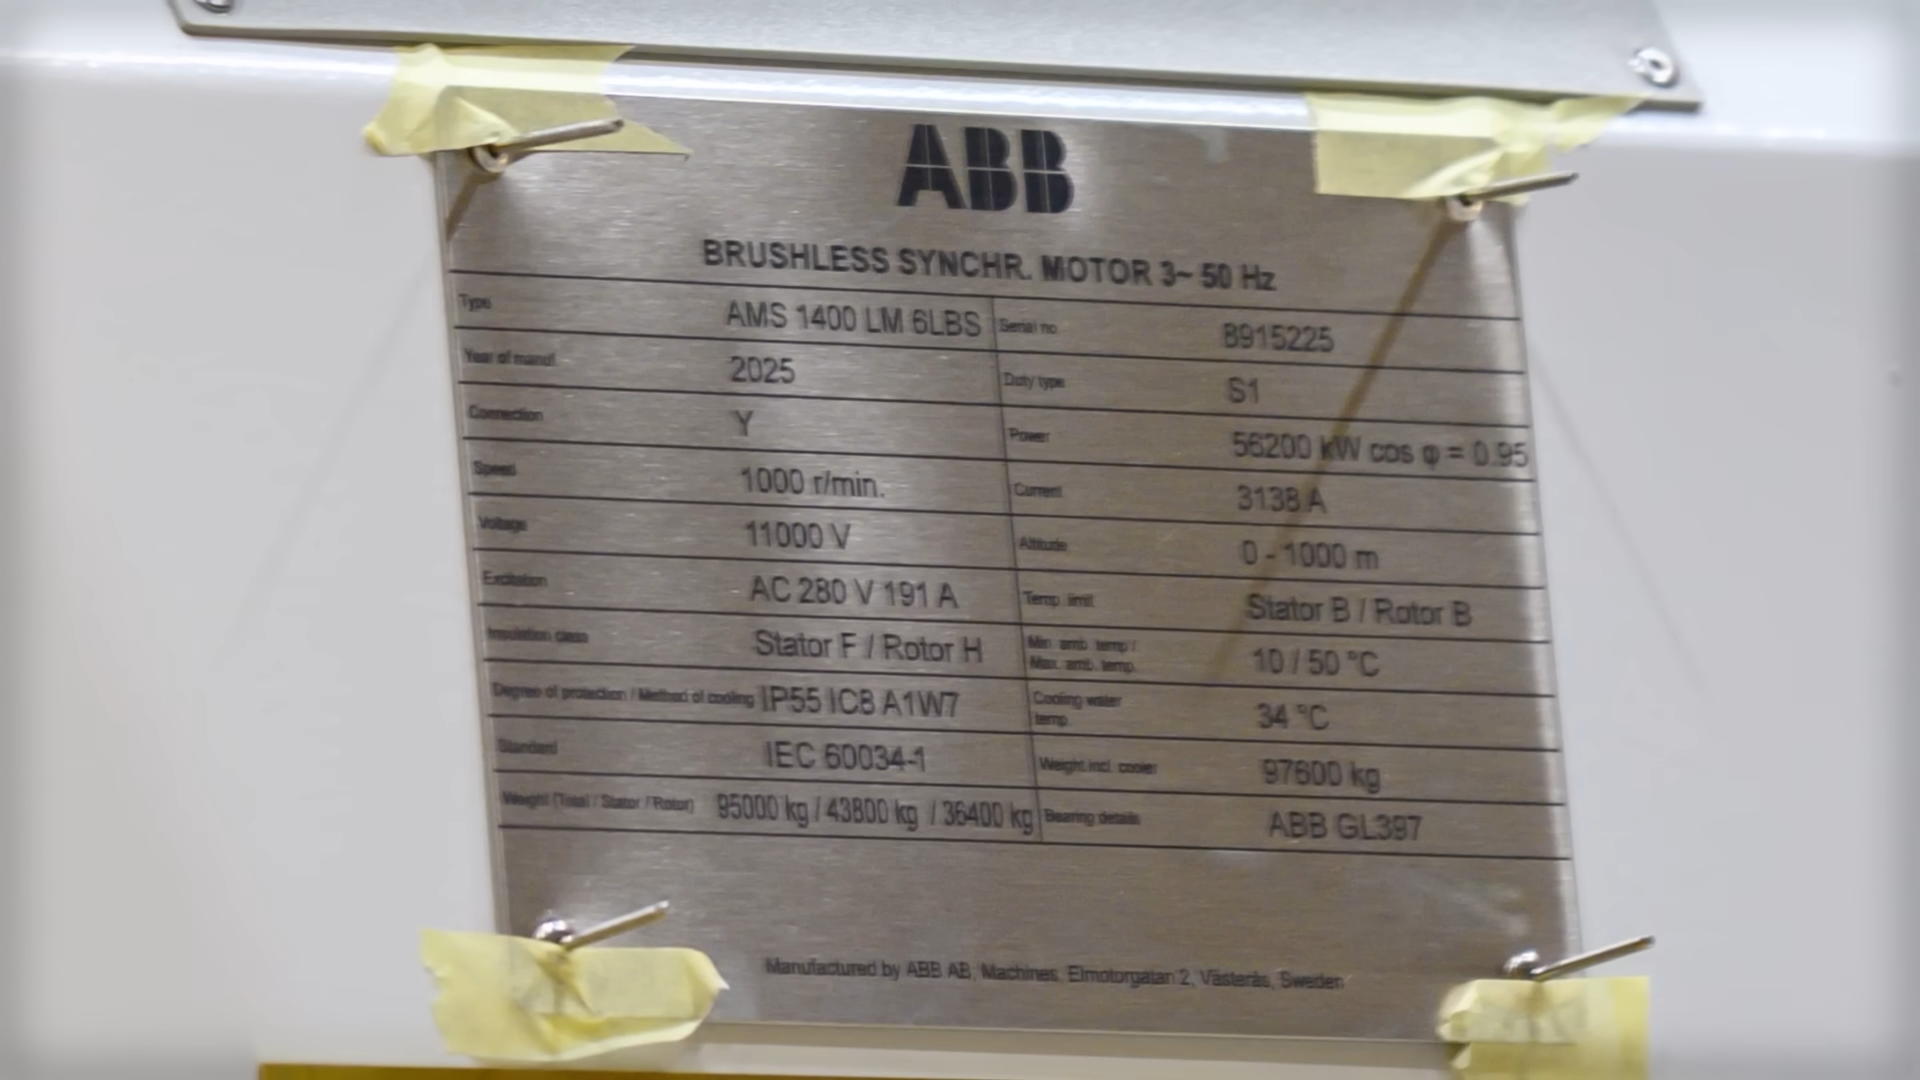 ABB
BRUSHLESS SYNCHR. MOTOR 3~ 50 Hz
Type AMS 1400 LM 6LBS Serial no 8915225
Year of manuf. 2025 Duty type S1
Connection Y Power 56200 kW cos φ = 0.95
Speed 1000 r/min. Current 3138 A
Voltage 11000 V Altitude 0 - 1000 m
Excitation AC 280 V 191 A Temp. limit Stator B / Rotor B
Insulation class Stator F / Rotor H Min. amb. temp / Max. amb. temp. 10 / 50 °C
Degree of protection / Method of cooling IP55 IC8 A1W7 Cooling water temp 34 °C
Standard IEC 60034-1 Weight incl. cooler 97600 kg
Weight (Total / Stator / Rotor) 95000 kg / 43800 kg / 36400 kg Bearing details ABB GL397
Manufactured by ABB AB, Machines, Elmotorgatan 2, Västerås, Sweden